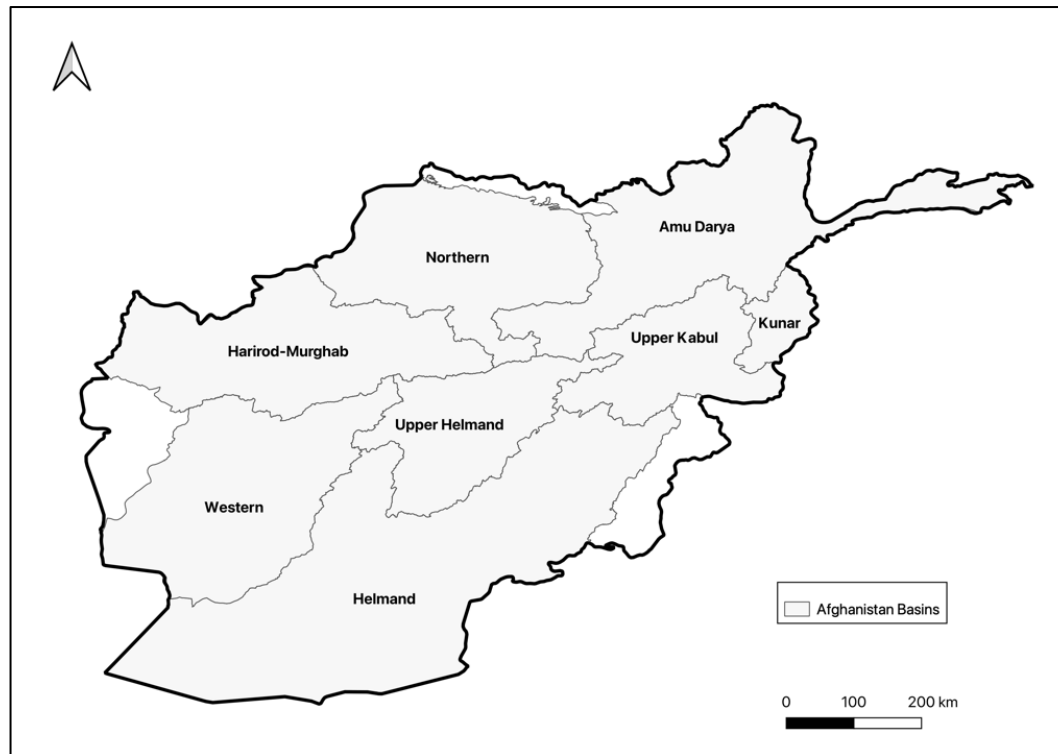 Amu Darya
Northern
Kunar
Upper Kabul
Harirod-Murghab
Upper Helmand
Western
Helmand
Afghanistan Basins
0 100 200 km